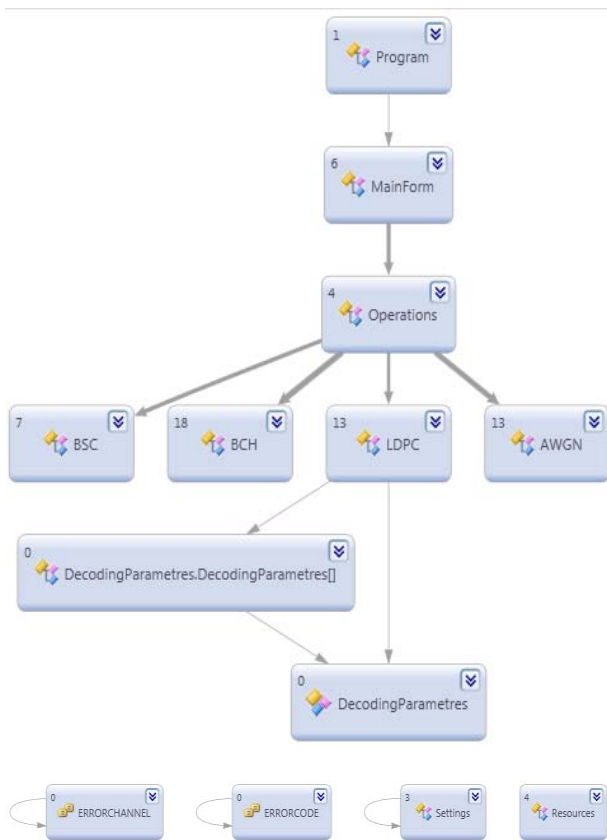 1
Program
6
MainForm
4
Operations
7
BSC
18
BCH
13
LDPC
13
AWGN
0
DecodingParametres.DecodingParametres[]
0
DecodingParametres
0
ERRORCHANNEL
0
ERRORCODE
3
Settings
4
Resources